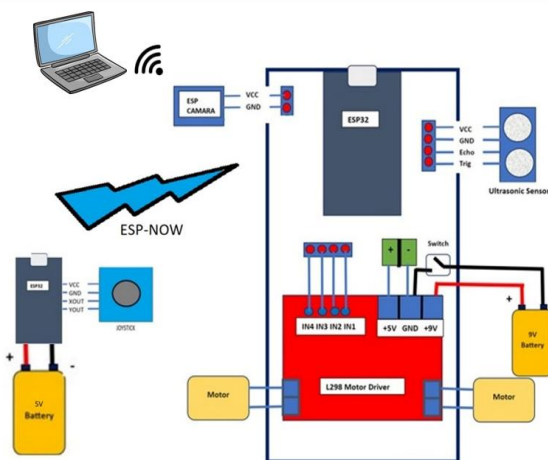 ESP
CAMARA
VCC
GND
ESP32
VCC
GND
Echo
Trig
Ultrasonic Sensor
ESP-NOW
ESP32
VCC
GND
XOUT
YOUT
JOYSTICK
+ -
5V
Battery
+ -
Switch
IN4 IN3 IN2 IN1
+5V GND +9V
+
9V
Battery
L298 Motor Driver
Motor
Motor